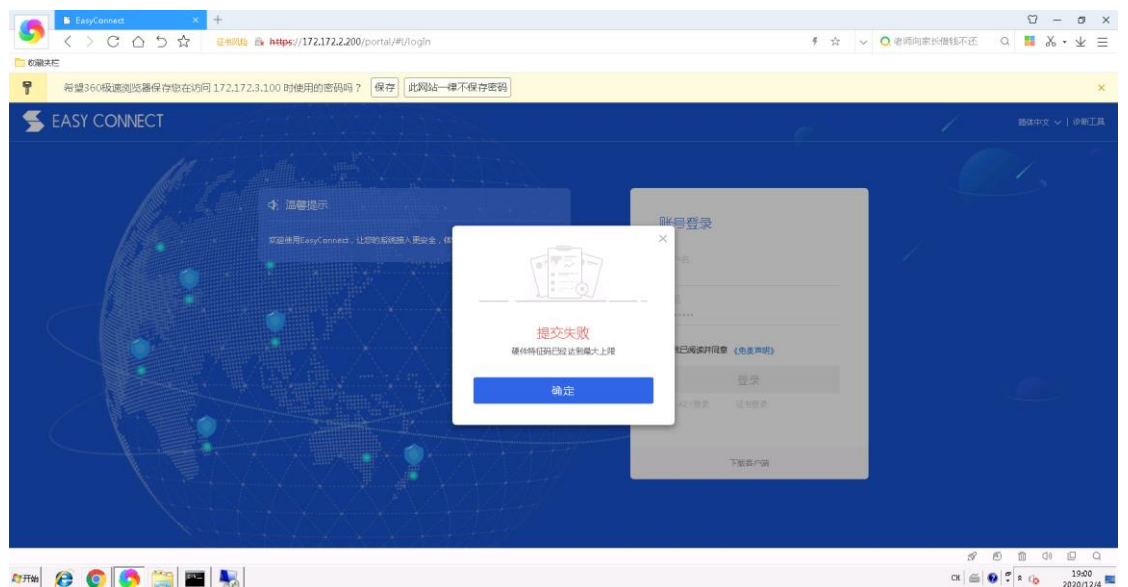 EasyConnect
证书风险 https://172.172.2.200/portal/#!/login
老师向家长借钱不还
收藏夹栏
希望360极速浏览器保存您在访问 172.172.3.100 时使用的密码吗？ 保存 此网站一律不保存密码
EASY CONNECT
简体中文 | 诊断工具
温馨提示
欢迎使用EasyConnect，让您的系统接入更安全，
账号登录
提交失败
硬件特征码已经达到最大上限
确定
已阅读并同意 《免责声明》
登录
证书登录
下载客户端
开始
CH
19:00
2020/12/4